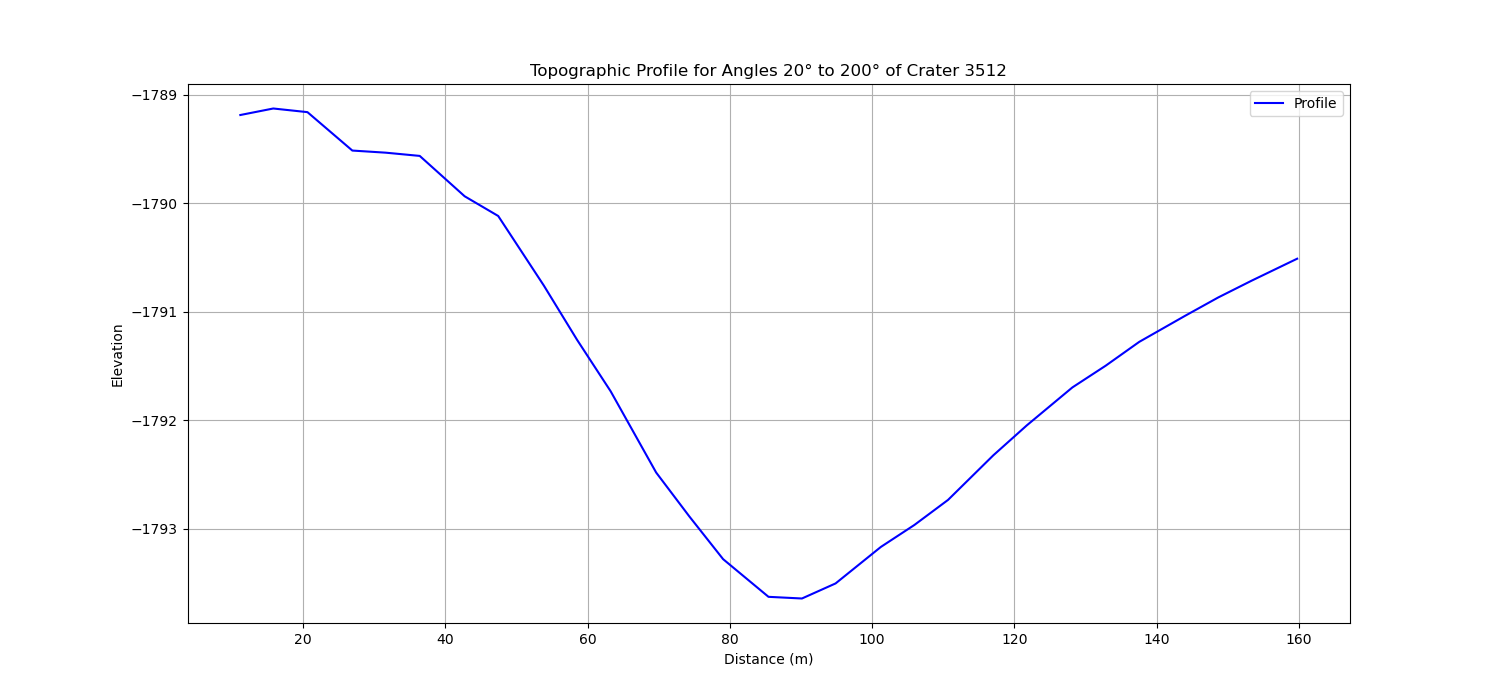 Topographic Profile for Angles 20° to 200° of Crater 3512
Profile
−1789
−1790
−1791
−1792
−1793
Elevation
20 40 60 80 100 120 140 160
Distance (m)